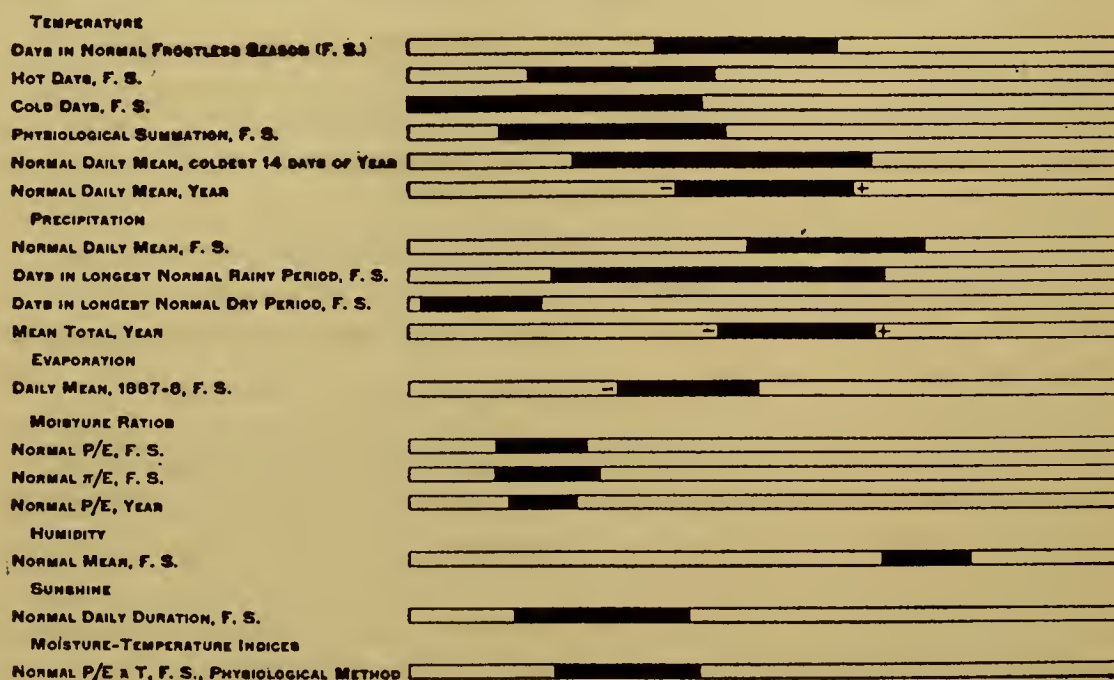 TEMPERATURE
DAYS IN NORMAL FROSTLESS SEASON (F. S.)
HOT DAYS, F. S.
COLD DAYS, F. S.
PHYSIOLOGICAL SUMMATION, F. S.
NORMAL DAILY MEAN, COLDEST 14 DAYS OF YEAR
NORMAL DAILY MEAN, YEAR - +
PRECIPITATION
NORMAL DAILY MEAN, F. S.
DAYS IN LONGEST NORMAL RAINY PERIOD, F. S.
DAYS IN LONGEST NORMAL DRY PERIOD, F. S.
MEAN TOTAL, YEAR - +
EVAPORATION
DAILY MEAN, 1887-8, F. S. -
MOISTURE RATIOS
NORMAL P/E, F. S.
NORMAL π/E, F. S.
NORMAL P/E, YEAR
HUMIDITY
NORMAL MEAN, F. S.
SUNSHINE
NORMAL DAILY DURATION, F. S.
MOISTURE-TEMPERATURE INDICES
NORMAL P/E x T, F. S., PHYSIOLOGICAL METHOD